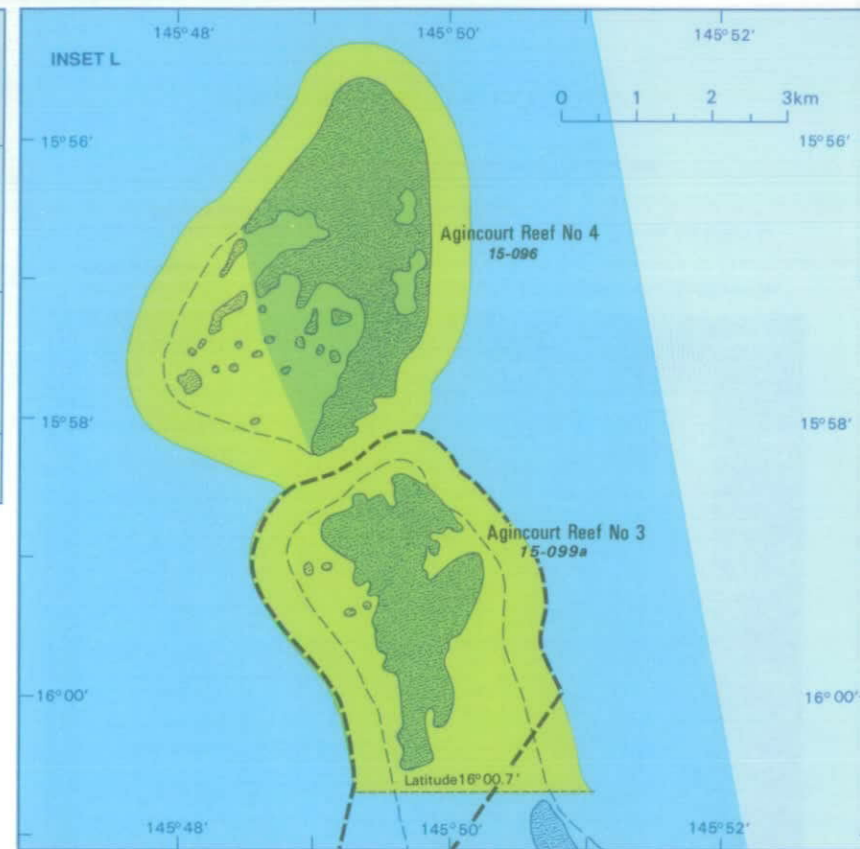 145°48'
145°50'
145°52'
INSET L
0 1 2 3km
15°56'
15°56'
Agincourt Reef No 4
15-096
15°58'
15°58'
Agincourt Reef No 3
15-099a
16°00'
16°00'
Latitude16°00.7'
145°48'
145°50'
145°52'